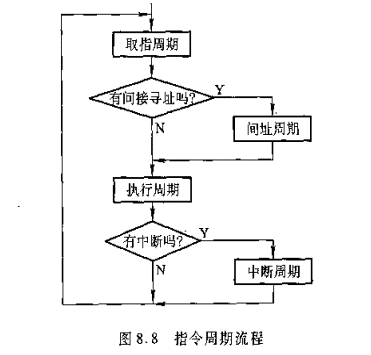 取指周期
有间接寻址吗?
Y
N
间址周期
执行周期
有中断吗?
Y
N
中断周期
图8.8 指令周期流程